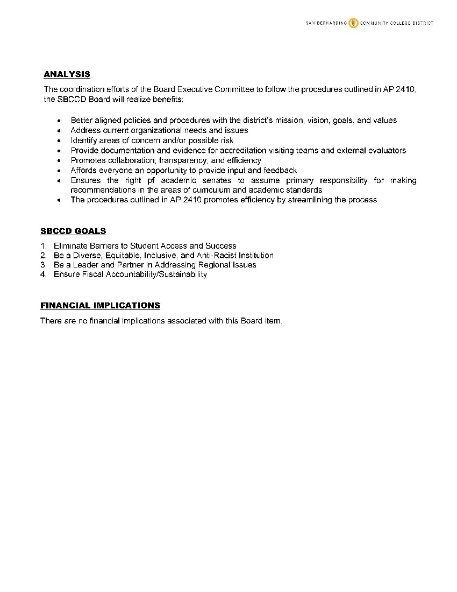 SAN BERNARDINO COMMUNITY COLLEGE DISTRICT
ANALYSIS
The coordination efforts of the Board Executive Committee to follow the procedures outlined in AP 2410,
the SBCCD Board will realize benefits:
• Better aligned policies and procedures with the district's mission, vision, goals, and values
• Address current organizational needs and issues
• Identify areas of concern and/or possible risk
• Provide documentation and evidence for accreditation visiting teams and external evaluators
• Promotes collaboration, transparency, and efficiency
• Affords everyone an opportunity to provide input and feedback
• Ensures the right pf academic senates to assume primary responsibility for making
recommendations in the areas of curriculum and academic standards
• The procedures outlined in AP 2410 promotes efficiency by streamlining the process
SBCCD GOALS
1. Eliminate Barriers to Student Access and Success
2. Be a Diverse, Equitable, Inclusive, and Anti-Racist Institution
3. Be a Leader and Partner in Addressing Regional Issues
4. Ensure Fiscal Accountability/Sustainability
FINANCIAL IMPLICATIONS
There are no financial implications associated with this Board item.